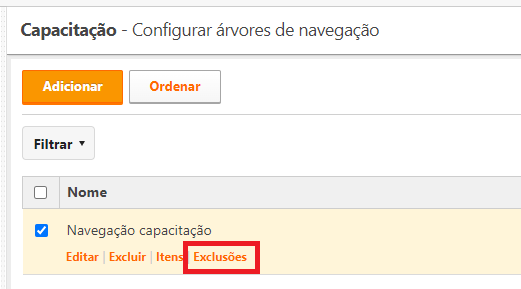 Capacitação - Configurar árvores de navegação
Adicionar Ordenar
Filtrar
Nome
Navegação capacitação
Editar | Excluir | Itens Exclusões